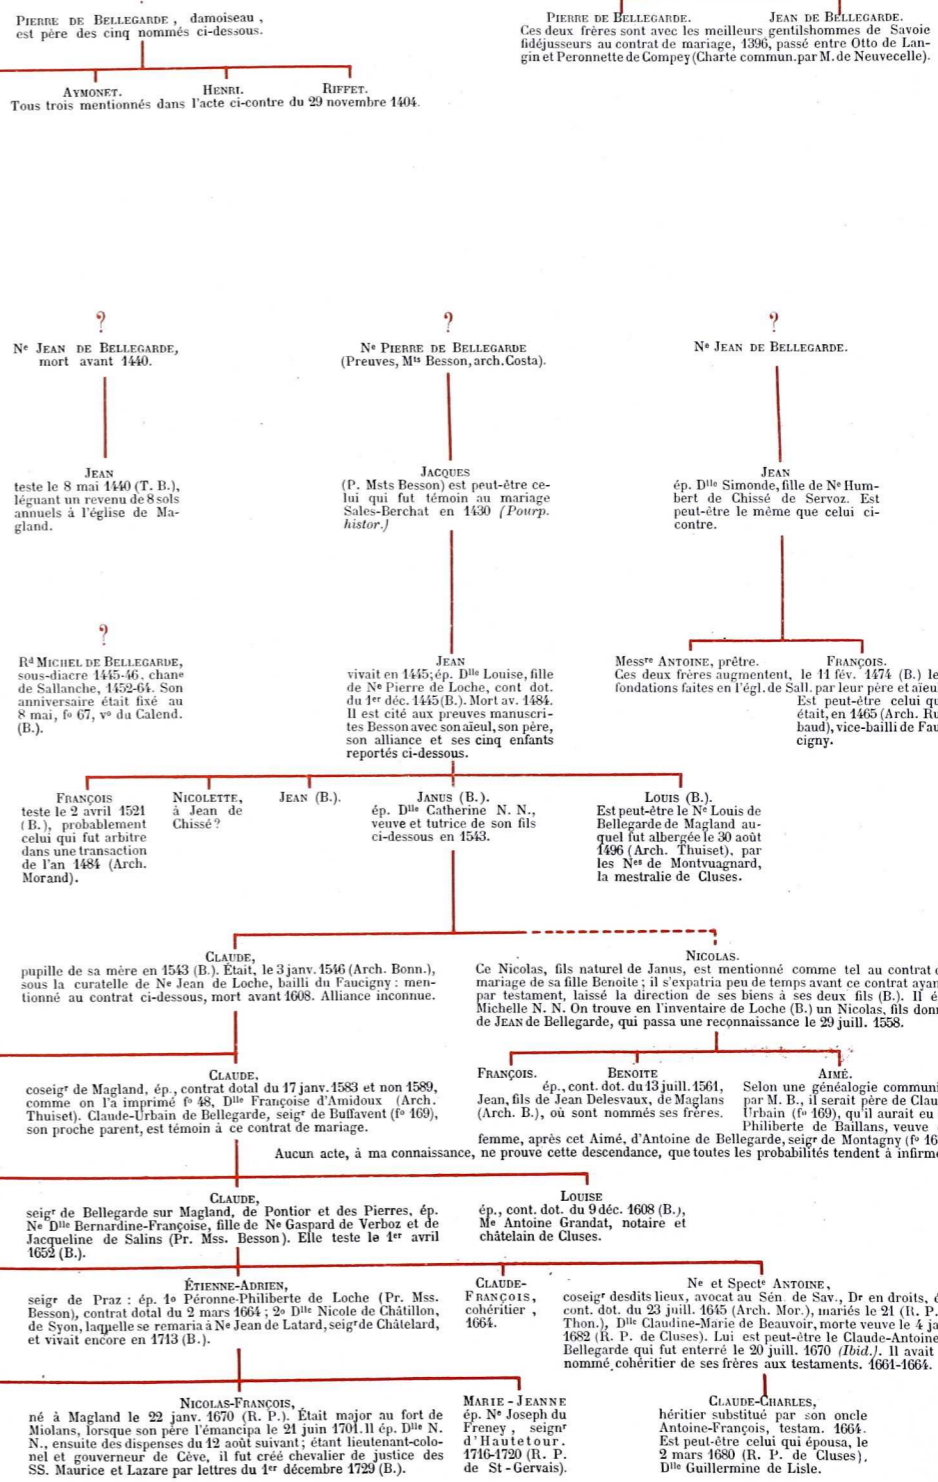 PIERRE DE BELLEGARDE, damoiseau,
est père des cinq nommés ci-dessous.
PIERRE DE BELLEGARDE. JEAN DE BELLEGARDE.
Ces deux frères sont avec les meilleurs gentilshommes de Savoie
fidéjusseurs au contrat de mariage, 1396, passé entre Otto de Lan-
gin et Peronnette de Compey (Charte commun. par M. de Neuvecelle).
AYMONET. HENRI. RIFFET.
Tous trois mentionnés dans l'acte ci-contre du 29 novembre 1404.
?
Ne JEAN DE BELLEGARDE,
mort avant 1440.
?
Ne PIERRE DE BELLEGARDE
(Preuves, Mts Besson, arch. Costa).
?
Ne JEAN DE BELLEGARDE.
JEAN
teste le 8 mai 1440 (T. B.),
léguant un revenu de 8 sols
annuels à l'église de Ma-
gland.
JACQUES
(P. Msts Besson) est peut-être ce-
lui qui fut témoin au mariage
Sales-Berchat en 1430 (Pourp.
histor.)
JEAN
ép. Dlle Simonde, fille de Ne Hum-
bert de Chissé de Servoz. Est
peut-être le même que celui ci-
contre.
?
Rd MICHEL DE BELLEGARDE,
sous-diacre 1445-46, chane
de Sallanche, 1452-64. Son
anniversaire était fixé au
8 mai, fo 67, vo du Calend.
(B.).
JEAN
vivait en 1445; ép. Dlle Louise, fille
de Ne Pierre de Loche, cont dot.
du 1er déc. 1445 (B.). Mort av. 1484.
Il est cité aux preuves manuscri-
tes Besson avec son aïeul, son père,
son alliance et ses cinq enfants
reportés ci-dessous.
Messre ANTOINE, prêtre. FRANÇOIS.
Ces deux frères augmentent, le 11 fév. 1474 (B.) le
fondations faites en l'égl. de Sall. par leur père et aïeu
Est peut-être celui qu
était, en 1465 (Arch. Ru
baud), vice-bailli de Fau
cigny.
FRANÇOIS
teste le 2 avril 1521
(B.), probablement
celui qui fut arbitre
dans une transaction
de l'an 1484 (Arch.
Morand).
NICOLETTE,
à Jean de
Chissé ?
JEAN (B.).
JANUS (B.).
ép. Dlle Catherine N. N.,
veuve et tutrice de son fils
ci-dessous en 1543.
LOUIS (B.).
Est peut-être le Ne Louis de
Bellegarde de Magland au-
quel fut albergée le 30 août
1496 (Arch. Thuiset), par
les Nes de Montvuagnard,
la mestralie de Cluses.
CLAUDE,
pupille de sa mère en 1543 (B.). Était, le 3 janv. 1546 (Arch. Bonn.),
sous la curatelle de Ne Jean de Loche, bailli du Faucigny : men-
tionné au contrat ci-dessous, mort avant 1608. Alliance inconnue.
NICOLAS.
Ce Nicolas, fils naturel de Janus, est mentionné comme tel au contrat
mariage de sa fille Benoite ; il s'expatria peu de temps avant ce contrat ayan
par testament, laissé la direction de ses biens à ses deux fils (B.). Il é
Michelle N. N. On trouve en l'inventaire de Loche (B.) un Nicolas, fils don
de JEAN de Bellegarde, qui passa une reconnaissance le 29 juill. 1558.
CLAUDE,
coseigr de Magland, ép., contrat dotal du 17 janv. 1583 et non 1589,
comme on l'a imprimé fo 48, Dlle Françoise d'Amidoux (Arch.
Thuiset). Claude-Urbain de Bellegarde, seigr de Buffavent (fo 169),
son proche parent, est témoin à ce contrat de mariage.
FRANÇOIS. BENOITE
ép., cont. dot. du 13 juill. 1561,
Jean, fils de Jean Delesvaux, de Maglans
(Arch. B.), où sont nommés ses frères.
AIMÉ.
Selon une généalogie communi
par M. B., il serait père de Clau
Urbain (fo 169), qu'il aurait eu
Philiberte de Baillans, veuve
femme, après cet Aimé, d'Antoine de Bellegarde, seigr de Montagny (fo 16
Aucun acte, à ma connaissance, ne prouve cette descendance, que toutes les probabilités tendent à infirme
CLAUDE,
seigr de Bellegarde sur Magland, de Pontior et des Pierres, ép.
Ne Dlle Bernardine-Françoise, fille de Ne Gaspard de Verboz et de
Jacqueline de Salins (Pr. Mss. Besson). Elle teste le 1er avril
1652 (B.).
LOUISE
ép., cont. dot. du 9 déc. 1608 (B.),
Me Antoine Grandat, notaire et
châtelain de Cluses.
ÉTIENNE-ADRIEN,
seigr de Praz : ép. 1o Péronne-Philiberte de Loche (Pr. Mss.
Besson), contrat dotal du 2 mars 1664 ; 2o Dlle Nicole de Châtillon,
de Syon, laquelle se remaria à Ne Jean de Latard, seigr de Châtelard,
et vivait encore en 1713 (B.).
CLAUDE-
FRANÇOIS,
cohéritier,
1664.
Ne et Specte ANTOINE,
coseigr desdits lieux, avocat au Sén. de Sav., Dr en droits, é
cont. dot. du 23 juill. 1645 (Arch. Mor.), mariés le 21 (R. P.
Thon.), Dlle Claudine-Marie de Beauvoir, morte veuve le 4 ja
1682 (R. P. de Cluses). Lui est peut-être le Claude-Antoine
Bellegarde qui fut enterré le 20 juill. 1670 (Ibid.). Il avait
nommé cohéritier de ses frères aux testaments. 1661-1664.
NICOLAS-FRANÇOIS,
né à Magland le 22 janv. 1670 (R. P.). Était major au fort de
Miolans, lorsque son père l'émancipa le 21 juin 1701. Il ép. Dlle N.
N., ensuite des dispenses du 12 août suivant ; étant lieutenant-colo-
nel et gouverneur de Cève, il fut créé chevalier de justice des
SS. Maurice et Lazare par lettres du 1er décembre 1729 (B.).
MARIE-JEANNE
ép. Ne Joseph du
Freney, seignr
d'Hautetour.
1716-1720 (R. P.
de St-Gervais).
CLAUDE-CHARLES,
héritier substitué par son oncle
Antoine-François, testam. 1664.
Est peut-être celui qui épousa, le
2 mars 1680 (R. P. de Cluses),
Dlle Guillermine de Lisle.